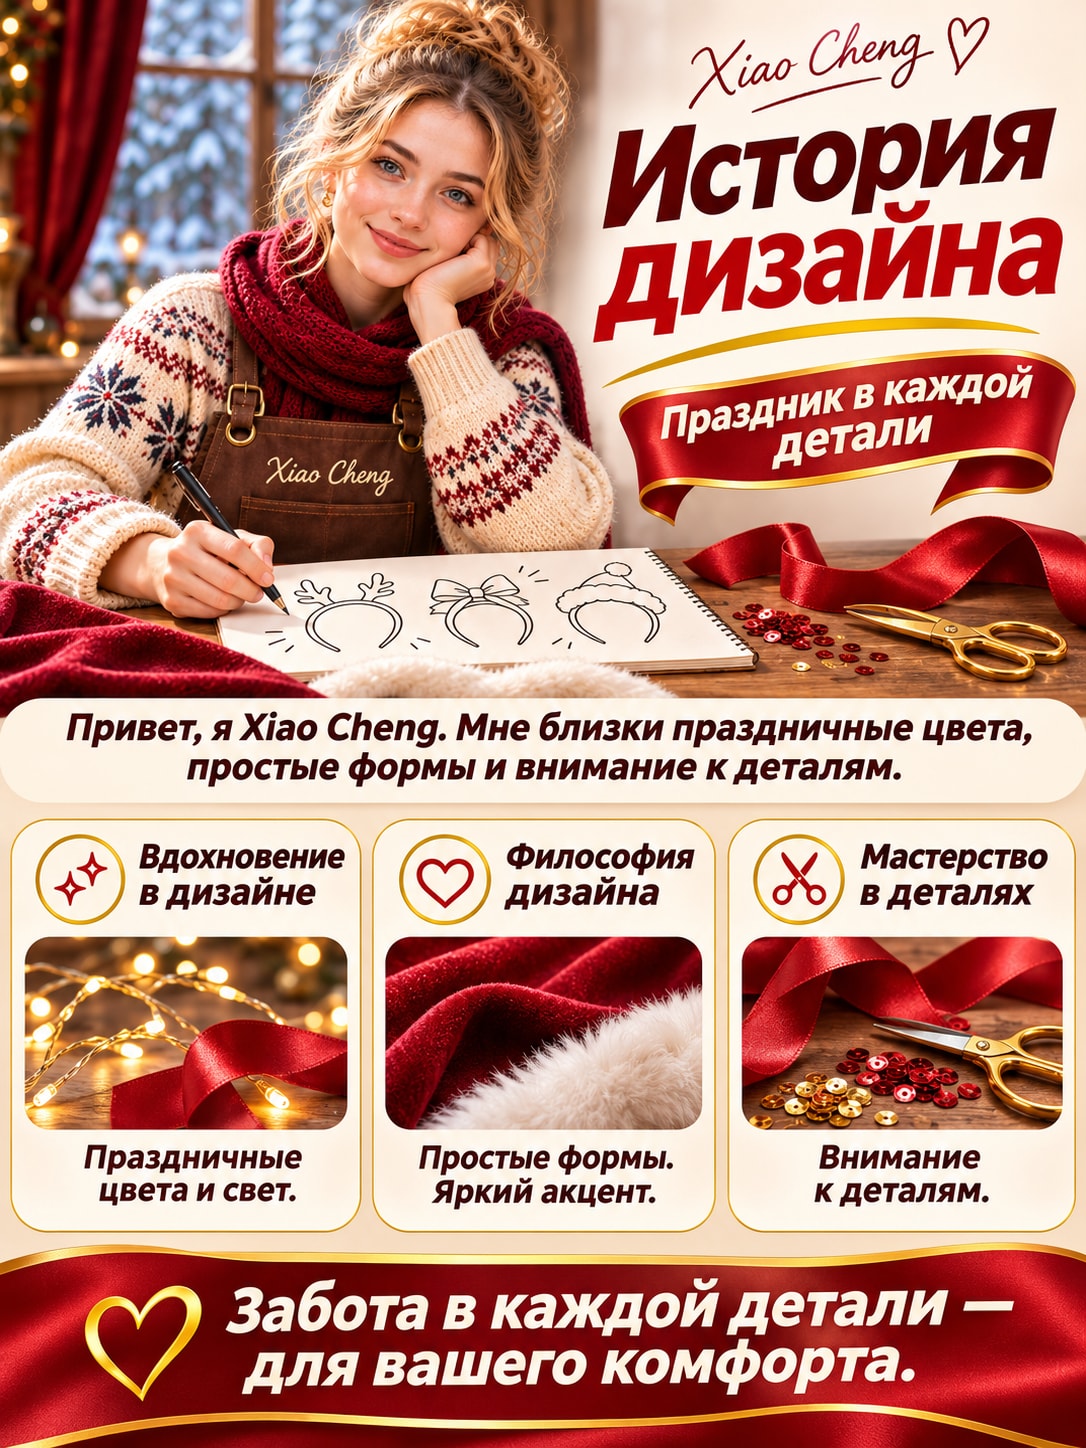 Xiao Cheng
История
дизайна
Праздник в каждой
детали
Xiao Cheng
Привет, я Xiao Cheng. Мне близки праздничные цвета,
простые формы и внимание к деталям.
Вдохновение
в дизайне
Праздничные
цвета и свет.
Философия
дизайна
Простые формы.
Яркий акцент.
Мастерство
в деталях
Внимание
к деталям.
Забота в каждой детали —
для вашего комфорта.